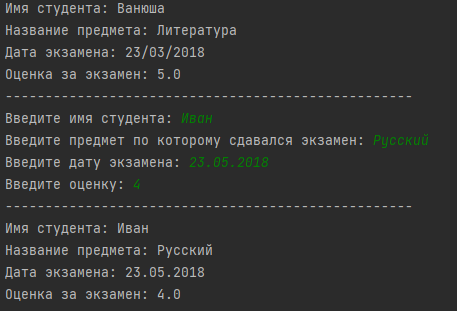 Имя студента: Ванюша
Название предмета: Литература
Дата экзамена: 23/03/2018
Оценка за экзамен: 5.0
---------------------------------------------------
Введите имя студента: Иван
Введите предмет по которому сдавался экзамен: Русский
Введите дату экзамена: 23.05.2018
Введите оценку: 4
---------------------------------------------------
Имя студента: Иван
Название предмета: Русский
Дата экзамена: 23.05.2018
Оценка за экзамен: 4.0